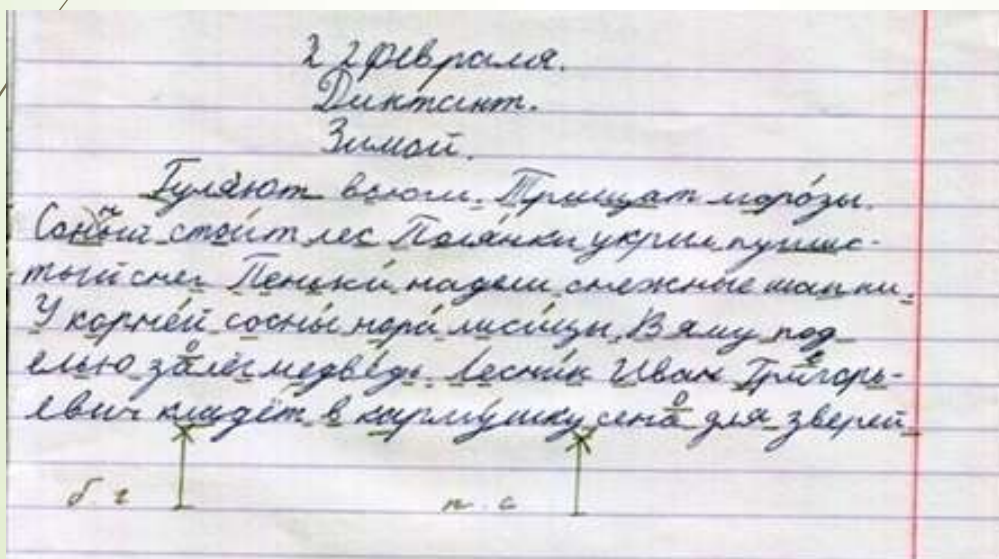 22 февраля.
Диктант.
Зимой.
Гуляют вьюги. Трещат морозы.
Сонный стоит лес Полянки укрыл пушис-
тый снег Пеньки надели снежные шапки.
У корней сосны нора лисицы. В яму под
елью залёг медведь. Лесник Иван Григорь-
евич кладёт в кормушку сено для зверей
б. г п. с